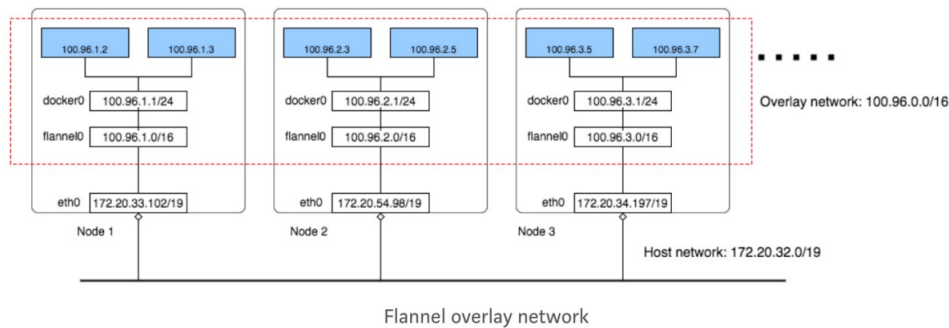 100.96.1.2
100.96.1.3
100.96.2.3
100.96.2.5
100.96.3.5
100.96.3.7
docker0 100.96.1.1/24
docker0 100.96.2.1/24
docker0 100.96.3.1/24
Overlay network: 100.96.0.0/16
flannel0 100.96.1.0/16
flannel0 100.96.2.0/16
flannel0 100.96.3.0/16
eth0 172.20.33.102/19
eth0 172.20.54.98/19
eth0 172.20.34.197/19
Node 1
Node 2
Node 3
Host network: 172.20.32.0/19
Flannel overlay network